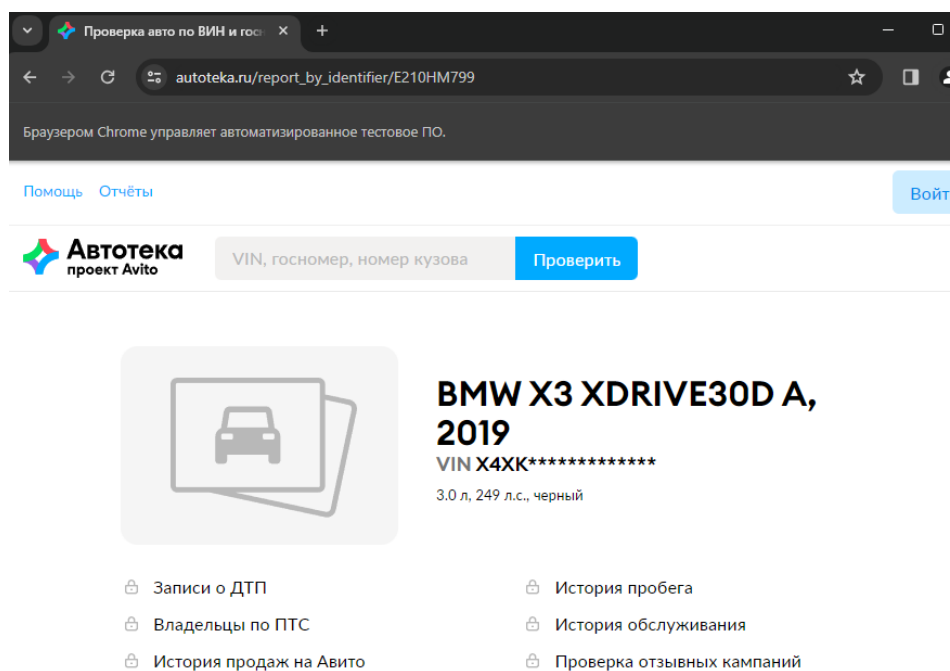 Проверка авто по ВИН и гос
autoteka.ru/report_by_identifier/E210HM799
Браузером Chrome управляет автоматизированное тестовое ПО.
Помощь Отчёты
Войт
Автотека
проект Avito
VIN, госномер, номер кузова
Проверить
BMW X3 XDRIVE30D A,
2019
VIN X4XK*************
3.0 л, 249 л.с., черный
Записи о ДТП
История пробега
Владельцы по ПТС
История обслуживания
История продаж на Авито
Проверка отзывных кампаний